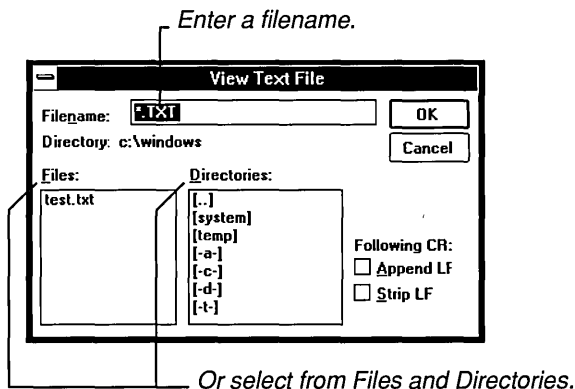 Enter a filename.
View Text File
Filename: *.TXT
OK
Directory: c:\windows
Cancel
Files:
test.txt
Directories:
[..]
[system]
[temp]
[-a-]
[-c-]
[-d-]
[-t-]
Following CR:
Append LF
Strip LF
Or select from Files and Directories.